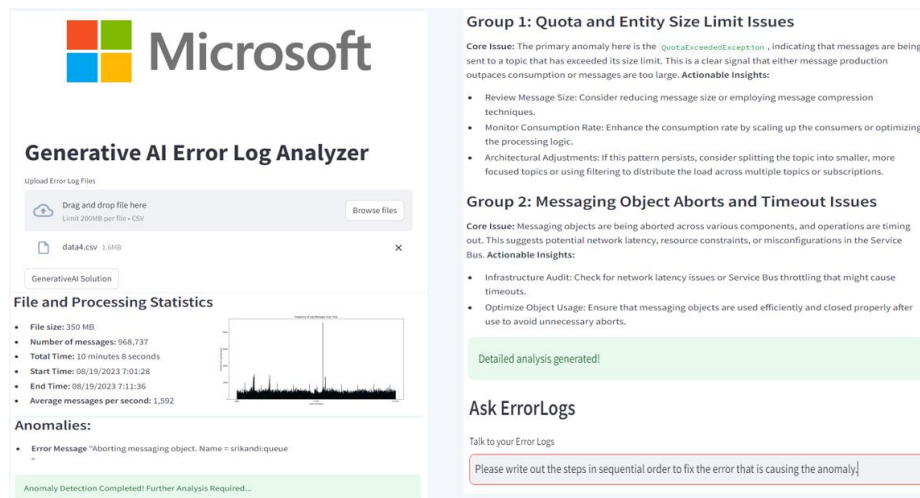 Microsoft
Generative AI Error Log Analyzer
Upload Error Log Files
Drag and drop file here
Limit 200MB per file • CSV
Browse files
data4.csv 1.6MB
GenerativeAI Solution
File and Processing Statistics
File size: 350 MB
Number of messages: 968,737
Total Time: 10 minutes 8 seconds
Start Time: 08/19/2023 7:01:28
End Time: 08/19/2023 7:11:36
Average messages per second: 1,592
Anomalies:
Error Message "Aborting messaging object. Name = srikandi:queue
"
Anomaly Detection Completed! Further Analysis Required...
Group 1: Quota and Entity Size Limit Issues
Core Issue: The primary anomaly here is the QuotaExceededException , indicating that messages are being
sent to a topic that has exceeded its size limit. This is a clear signal that either message production
outpaces consumption or messages are too large. Actionable Insights:
Review Message Size: Consider reducing message size or employing message compression
techniques.
Monitor Consumption Rate: Enhance the consumption rate by scaling up the consumers or optimizing
the processing logic.
Architectural Adjustments: If this pattern persists, consider splitting the topic into smaller, more
focused topics or using filtering to distribute the load across multiple topics or subscriptions.
Group 2: Messaging Object Aborts and Timeout Issues
Core Issue: Messaging objects are being aborted across various components, and operations are timing
out. This suggests potential network latency, resource constraints, or misconfigurations in the Service
Bus. Actionable Insights:
Infrastructure Audit: Check for network latency issues or Service Bus throttling that might cause
timeouts.
Optimize Object Usage: Ensure that messaging objects are used efficiently and closed properly after
use to avoid unnecessary aborts.
Detailed analysis generated!
Ask ErrorLogs
Talk to your Error Logs
Please write out the steps in sequential order to fix the error that is causing the anomaly.